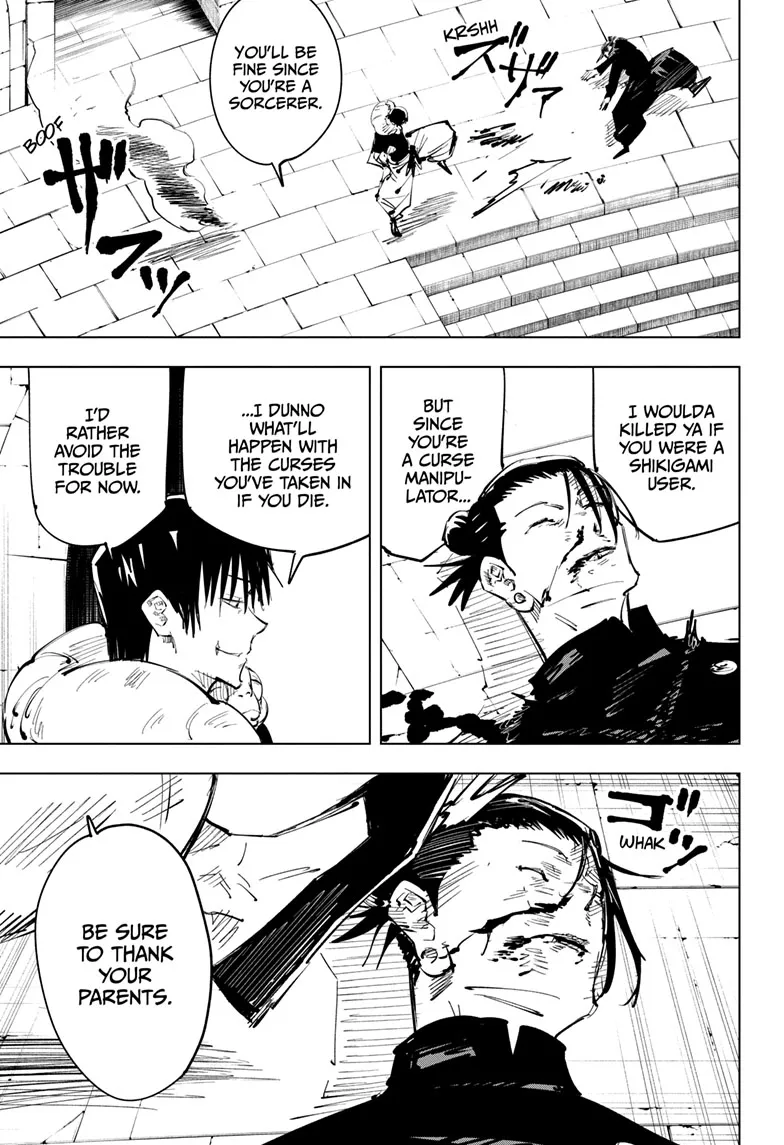 KRSHH
ズザァ
YOU'LL BE
FINE SINCE
YOU'RE A
SORCERER.
BOOF
ザッ
I WOULDA
KILLED YA IF
YOU WERE A
SHIKIGAMI
USER.
BUT
SINCE
YOU'RE
A CURSE
MANIPU-
LATOR...
...I DUNNO
WHAT'LL
HAPPEN WITH
THE CURSES
YOU'VE TAKEN IN
IF YOU DIE.
I'D
RATHER
AVOID THE
TROUBLE
FOR NOW.
ゴッ
WHAK
BE SURE
TO THANK
YOUR
PARENTS.